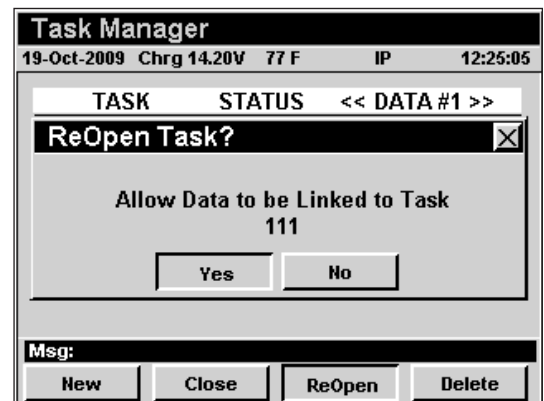 Task Manager
19-Oct-2009 Chrg 14.20V 77 F IP 12:25:05
TASK STATUS << DATA #1 >>
ReOpen Task?
Allow Data to be Linked to Task
111
Yes No
Msg:
New Close ReOpen Delete